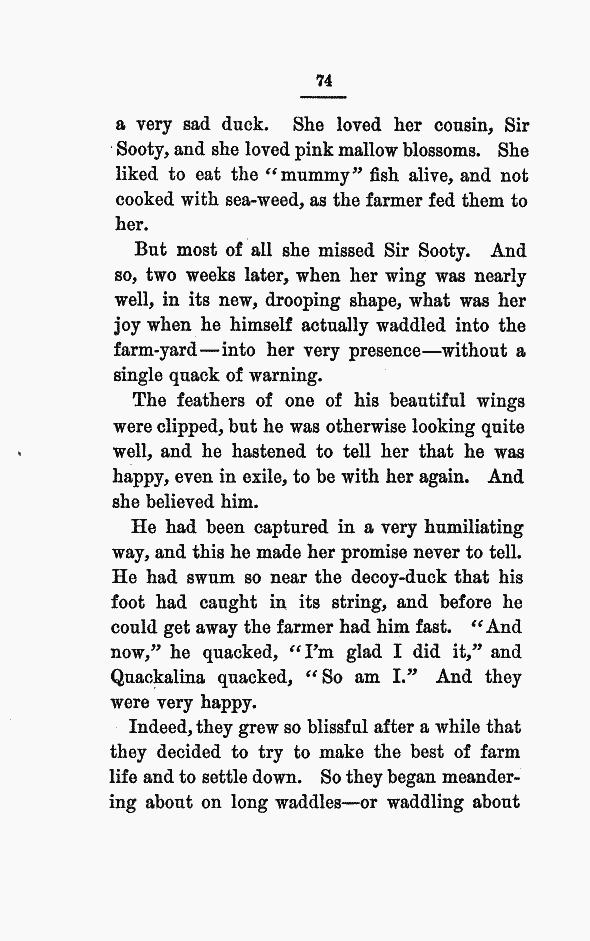 74
a very sad duck. She loved her cousin, Sir
Sooty, and she loved pink mallow blossoms. She
liked to eat the “mummy” fish alive, and not
cooked with sea-weed, as the farmer fed them to
her.
But most of all she missed Sir Sooty. And
so, two weeks later, when her wing was nearly
well, in its new, drooping shape, what was her
joy when he himself actually waddled into the
farm-yard—into her very presence—without a
single quack of warning.
The feathers of one of his beautiful wings
were clipped, but he was otherwise looking quite
well, and he hastened to tell her that he was
happy, even in exile, to be with her again. And
she believed him.
He had been captured in a very humiliating
way, and this he made her promise never to tell.
He had swum so near the decoy-duck that his
foot had caught in its string, and before he
could get away the farmer had him fast. “And
now,” he quacked, “I’m glad I did it,” and
Quackalina quacked, “So am I.” And they
were very happy.
Indeed, they grew so blissful after a while that
they decided to try to make the best of farm
life and to settle down. So they began meander-
ing about on long waddles—or waddling about